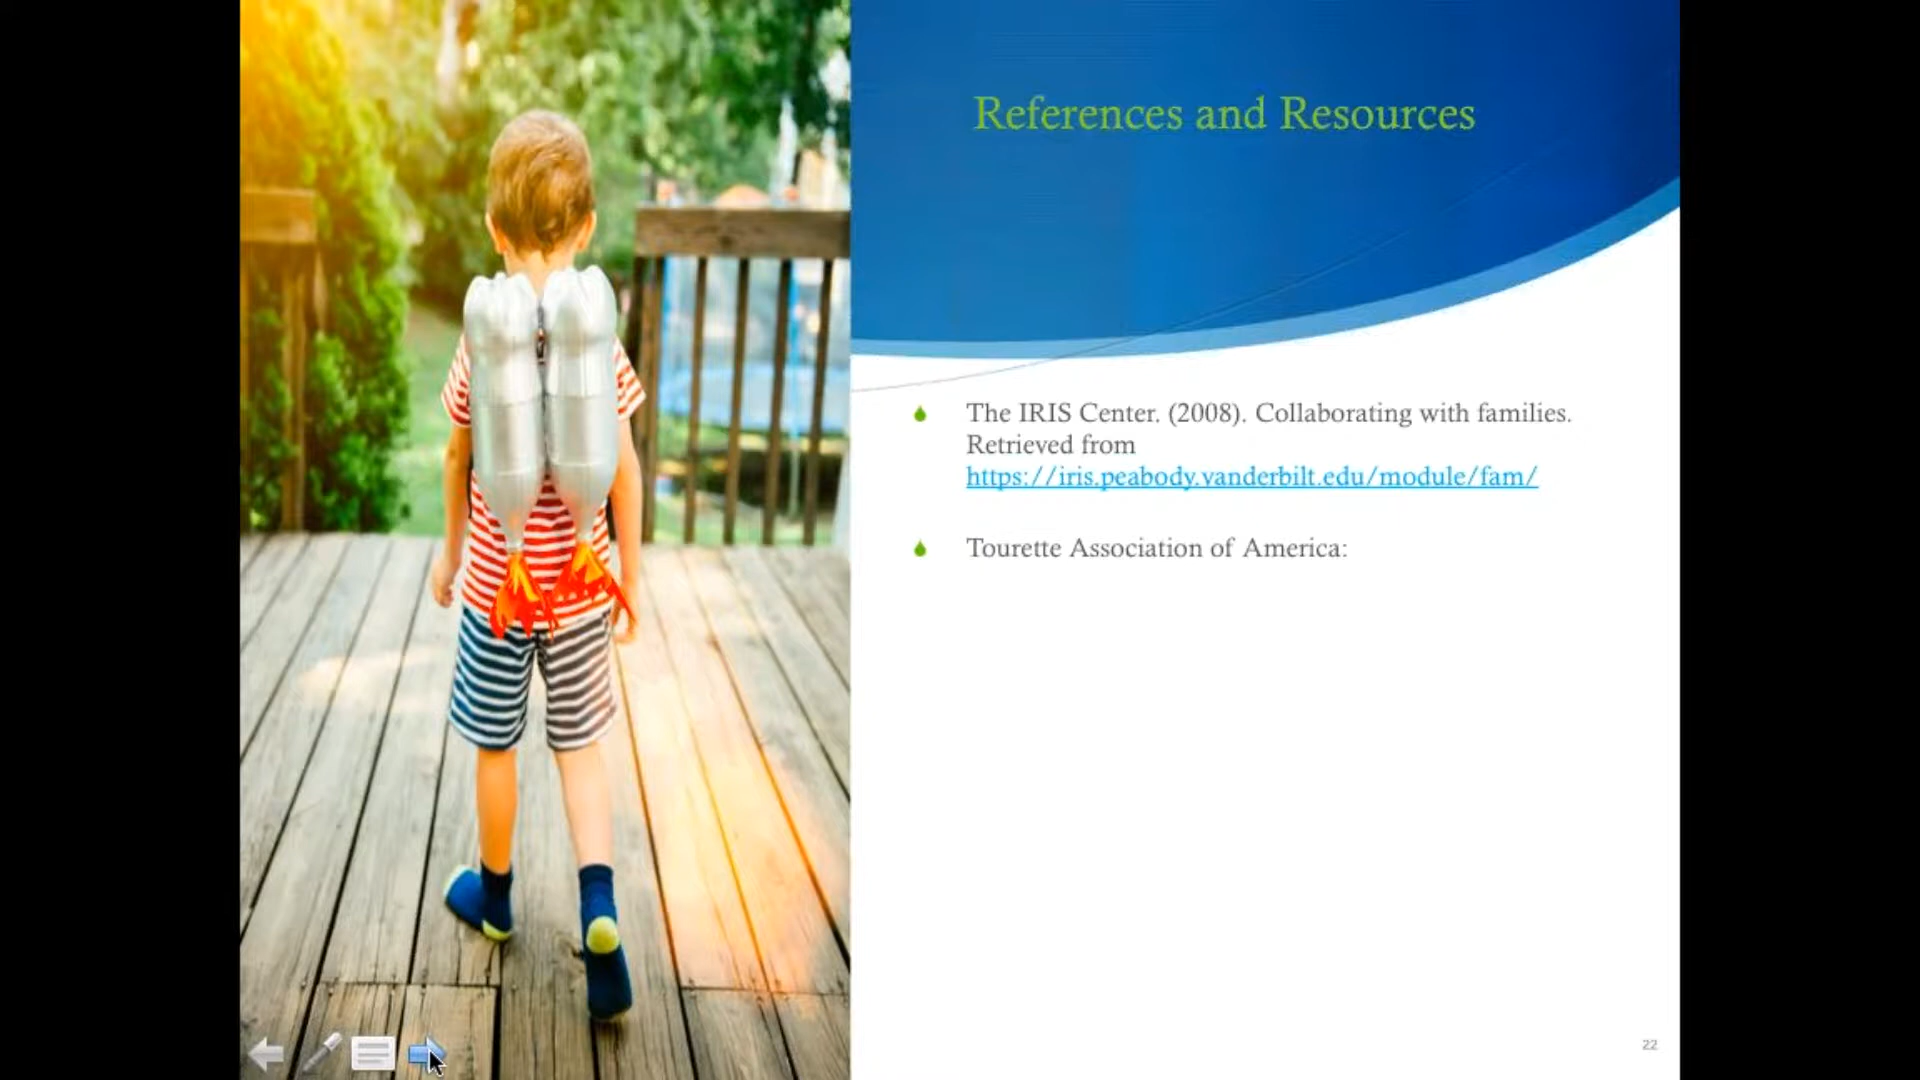 References and Resources
The IRIS Center. (2008). Collaborating with families.
Retrieved from
https://iris.peabody.vanderbilt.edu/module/fam/
Tourette Association of America:
22